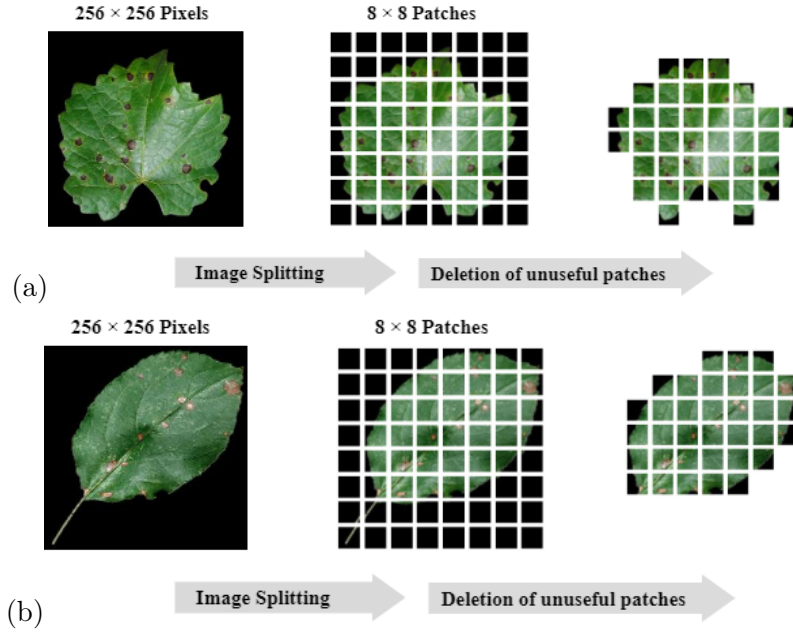 256 × 256 Pixels 8 × 8 Patches
Image Splitting Deletion of unuseful patches
(a)
256 × 256 Pixels 8 × 8 Patches
Image Splitting Deletion of unuseful patches
(b)